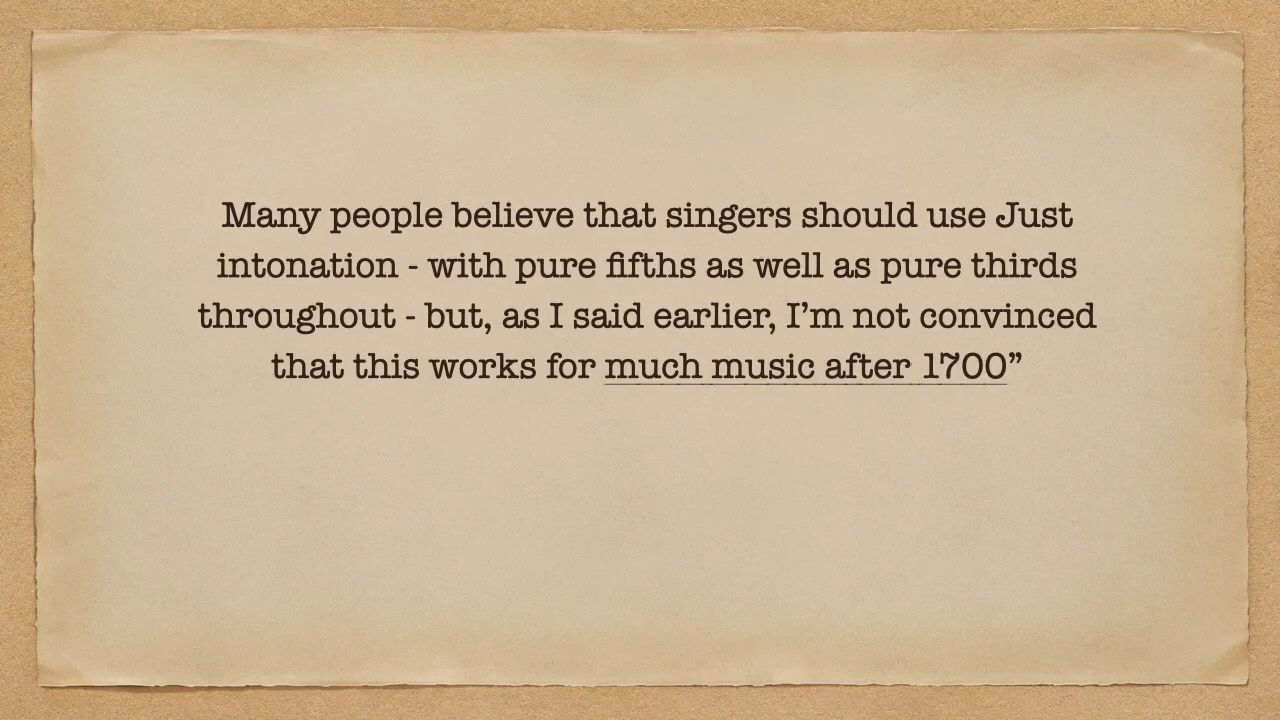 Many people believe that singers should use Just
intonation - with pure fifths as well as pure thirds
throughout - but, as I said earlier, I’m not convinced
that this works for much music after 1700”